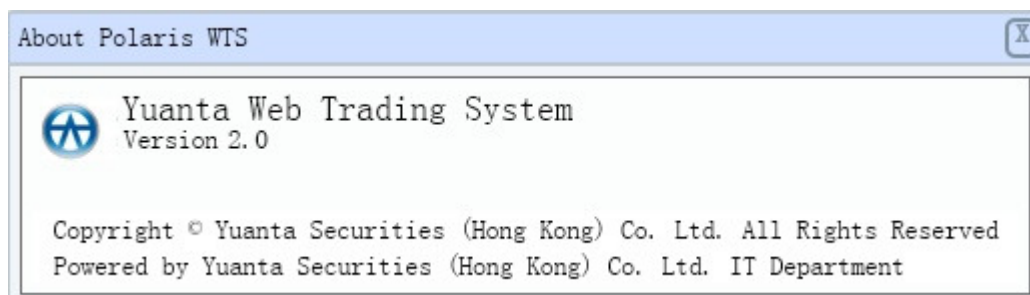 About Polaris WTS
X
Yuanta Web Trading System
Version 2.0
Copyright © Yuanta Securities (Hong Kong) Co. Ltd. All Rights Reserved
Powered by Yuanta Securities (Hong Kong) Co. Ltd. IT Department